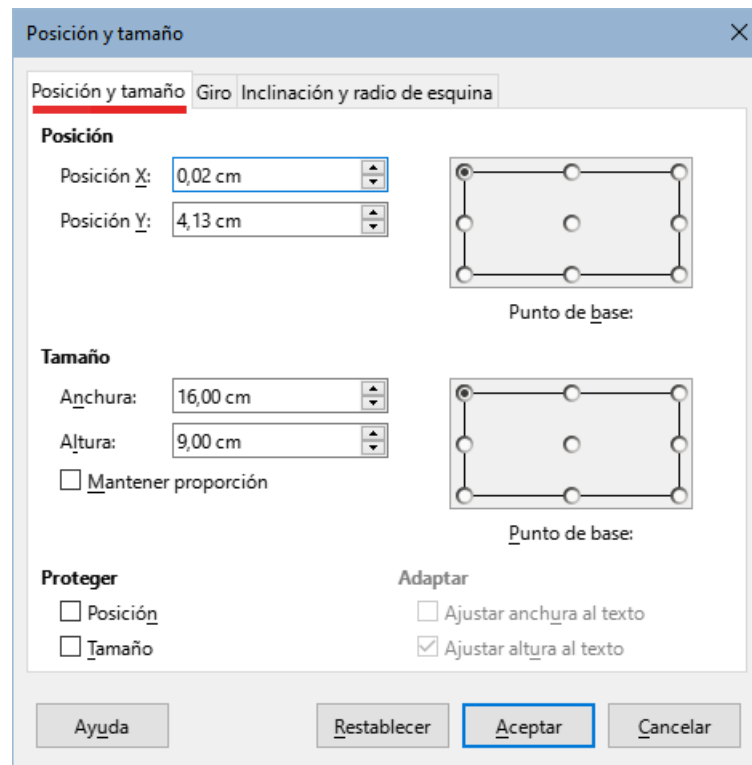 Posición y tamaño
Posición y tamaño Giro Inclinación y radio de esquina
Posición
Posición X: 0,02 cm
Posición Y: 4,13 cm
Punto de base:
Tamaño
Anchura: 16,00 cm
Altura: 9,00 cm
Mantener proporción
Punto de base:
Proteger Adaptar
Posición Ajustar anchura al texto
Tamaño Ajustar altura al texto
Ayuda Restablecer Aceptar Cancelar